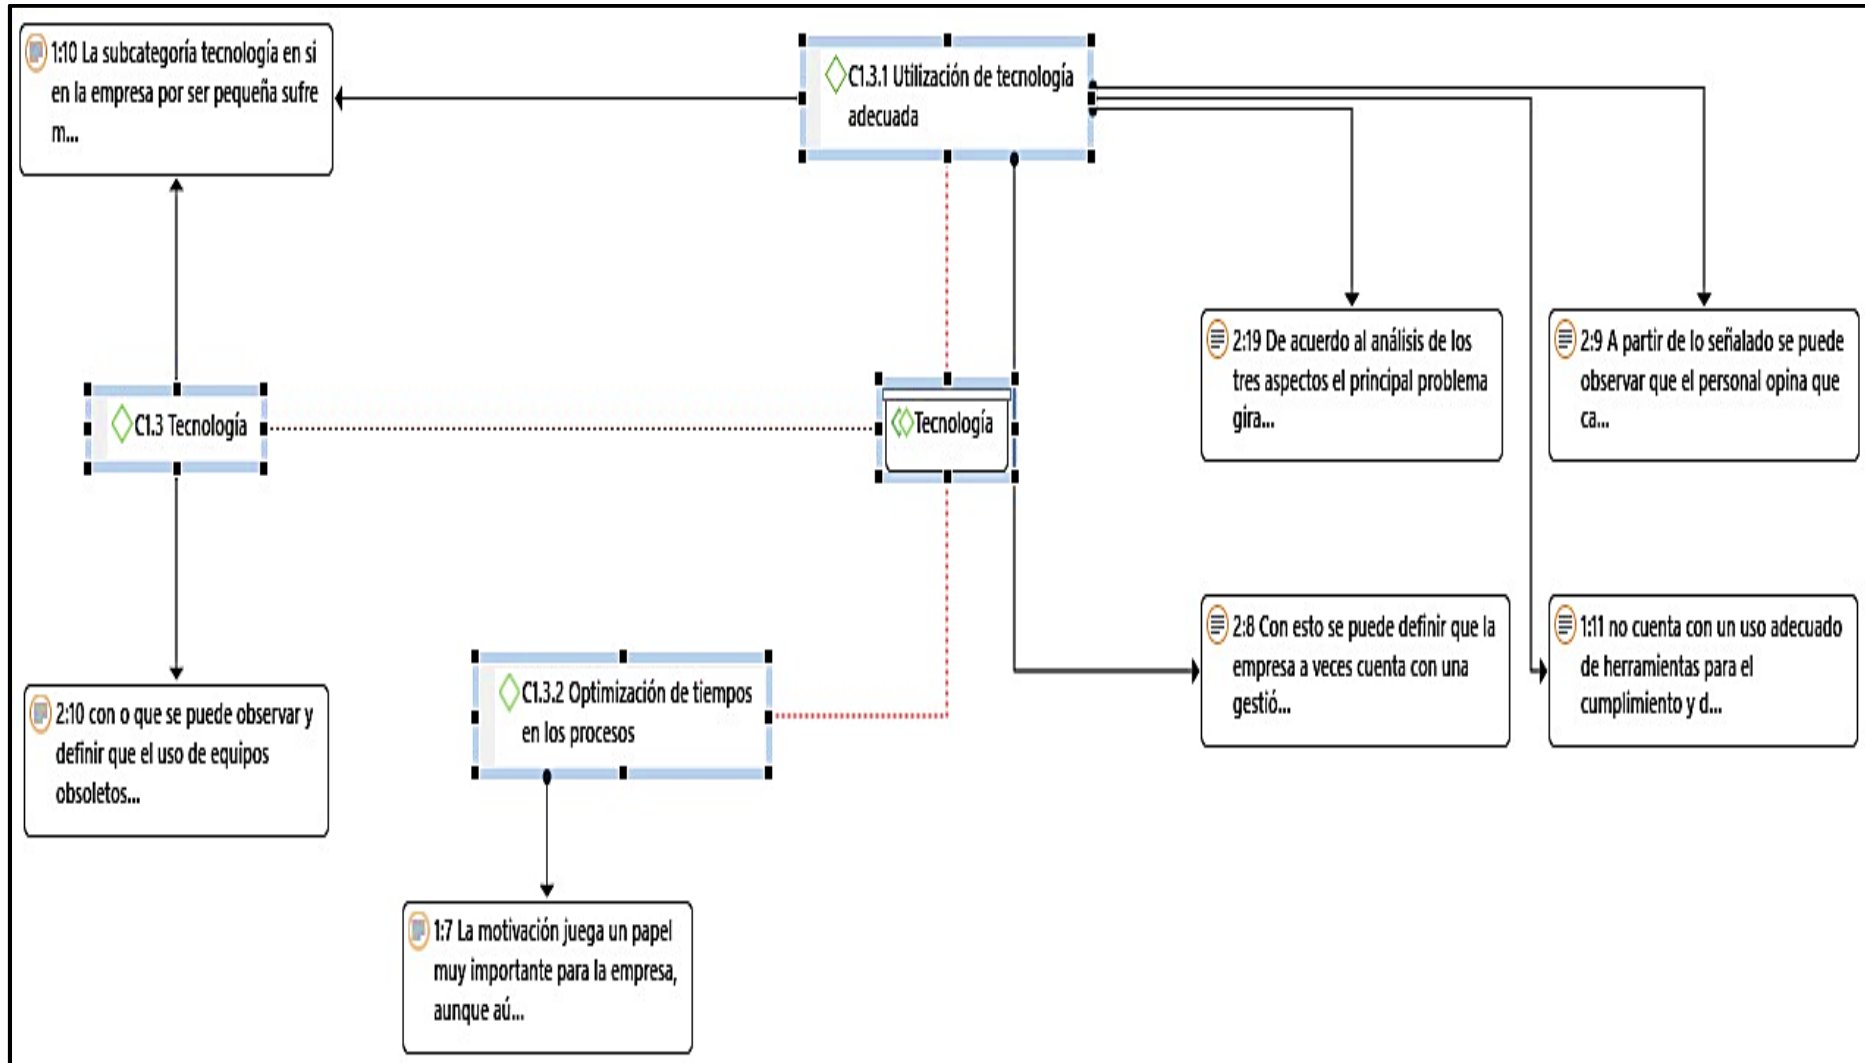 1:10 La subcategoría tecnología en si
en la empresa por ser pequeña sufre
m...
C1.3.1 Utilización de tecnología
adecuada
2:19 De acuerdo al análisis de los
tres aspectos el principal problema
gira...
2:9 A partir de lo señalado se puede
observar que el personal opina que
ca...
C1.3 Tecnología
Tecnología
2:8 Con esto se puede definir que la
empresa a veces cuenta con una
gestió...
1:11 no cuenta con un uso adecuado
de herramientas para el
cumplimiento y d...
C1.3.2 Optimización de tiempos
en los procesos
2:10 con o que se puede observar y
definir que el uso de equipos
obsoletos...
1:7 La motivación juega un papel
muy importante para la empresa,
aunque aú...